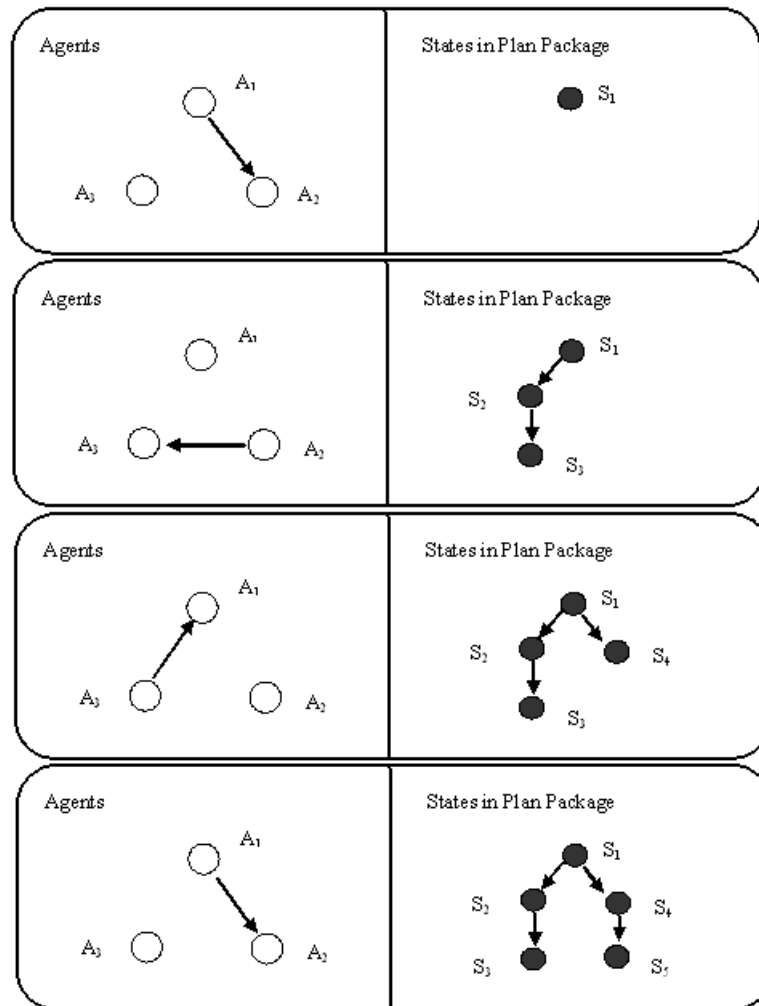 Agents
States in Plan Package
A₁
S₁
A₃
A₂
Agents
States in Plan Package
A₁
S₁
S₂
A₃
A₂
S₃
Agents
States in Plan Package
A₁
S₁
S₂
S₄
A₃
A₂
S₃
Agents
States in Plan Package
A₁
S₁
S₂
S₄
A₃
A₂
S₃
S₅